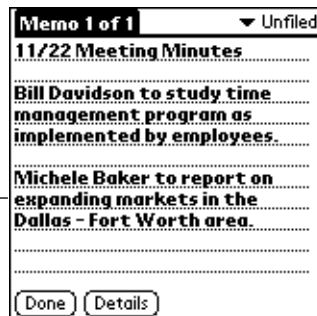 Memo 1 of 1 Unfiled
11/22 Meeting Minutes
Bill Davidson to study time
management program as
implemented by employees.
Michele Baker to report on
expanding markets in the
Dallas - Fort Worth area.
Done Details